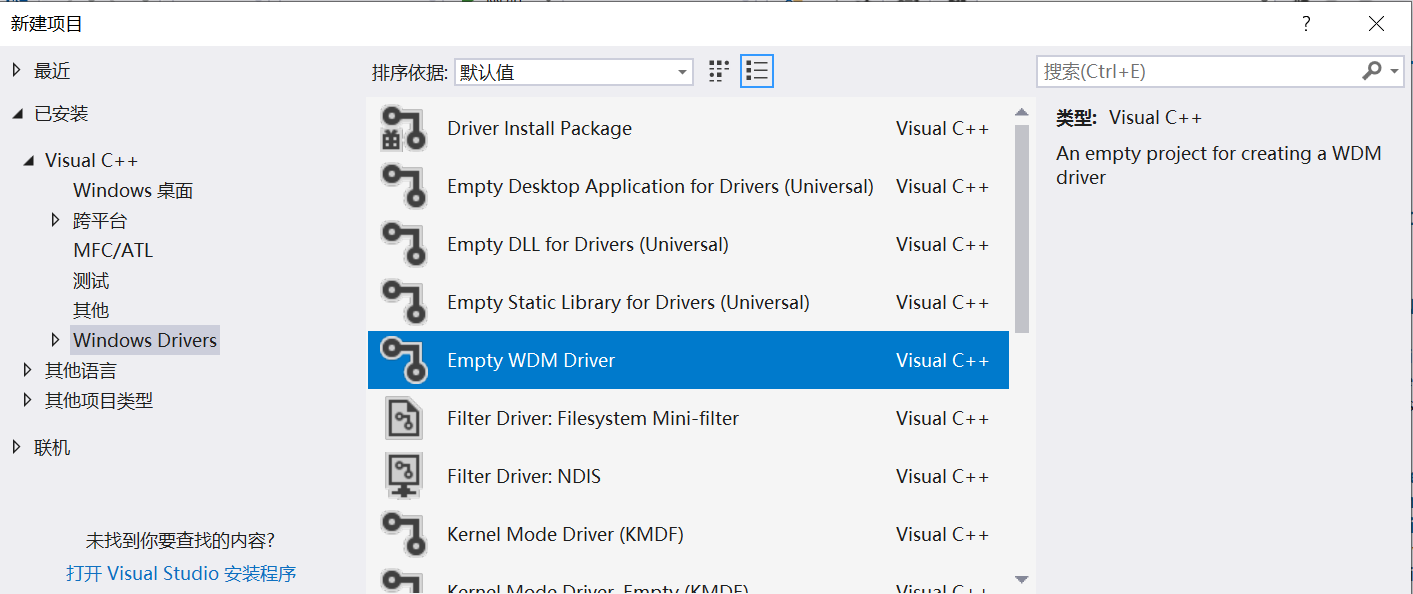 新建项目
?
最近
已安装
Visual C++
Windows 桌面
跨平台
MFC/ATL
测试
其他
Windows Drivers
其他语言
其他项目类型
联机
未找到你要查找的内容?
打开 Visual Studio 安装程序
排序依据: 默认值
Driver Install Package Visual C++
Empty Desktop Application for Drivers (Universal) Visual C++
Empty DLL for Drivers (Universal) Visual C++
Empty Static Library for Drivers (Universal) Visual C++
Empty WDM Driver Visual C++
Filter Driver: Filesystem Mini-filter Visual C++
Filter Driver: NDIS Visual C++
Kernel Mode Driver (KMDF) Visual C++
Kernel Mode Driver, Empty (KMDF) Visual C++
搜索(Ctrl+E)
类型: Visual C++
An empty project for creating a WDM
driver